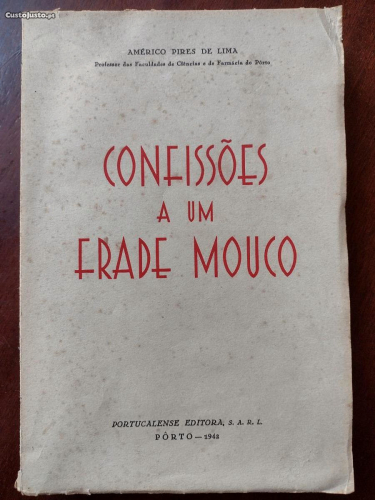 CustoJusto.pt
AMÉRICO PIRES DE LIMA
Professor das Faculdades de Ciências e de Farmácia do Pôrto
CONFISSÕES
A UM
FRADE MOUCO
PORTUCALENSE EDITORA, S. A. R. L.
PÔRTO — 1943